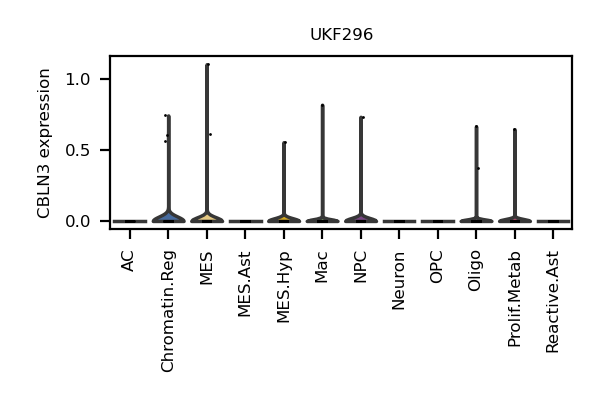 UKF296
CBLN3 expression
1.0
0.5
0.0
AC
Chromatin.Reg
MES
MES.Ast
MES.Hyp
Mac
NPC
Neuron
OPC
Oligo
Prolif.Metab
Reactive.Ast